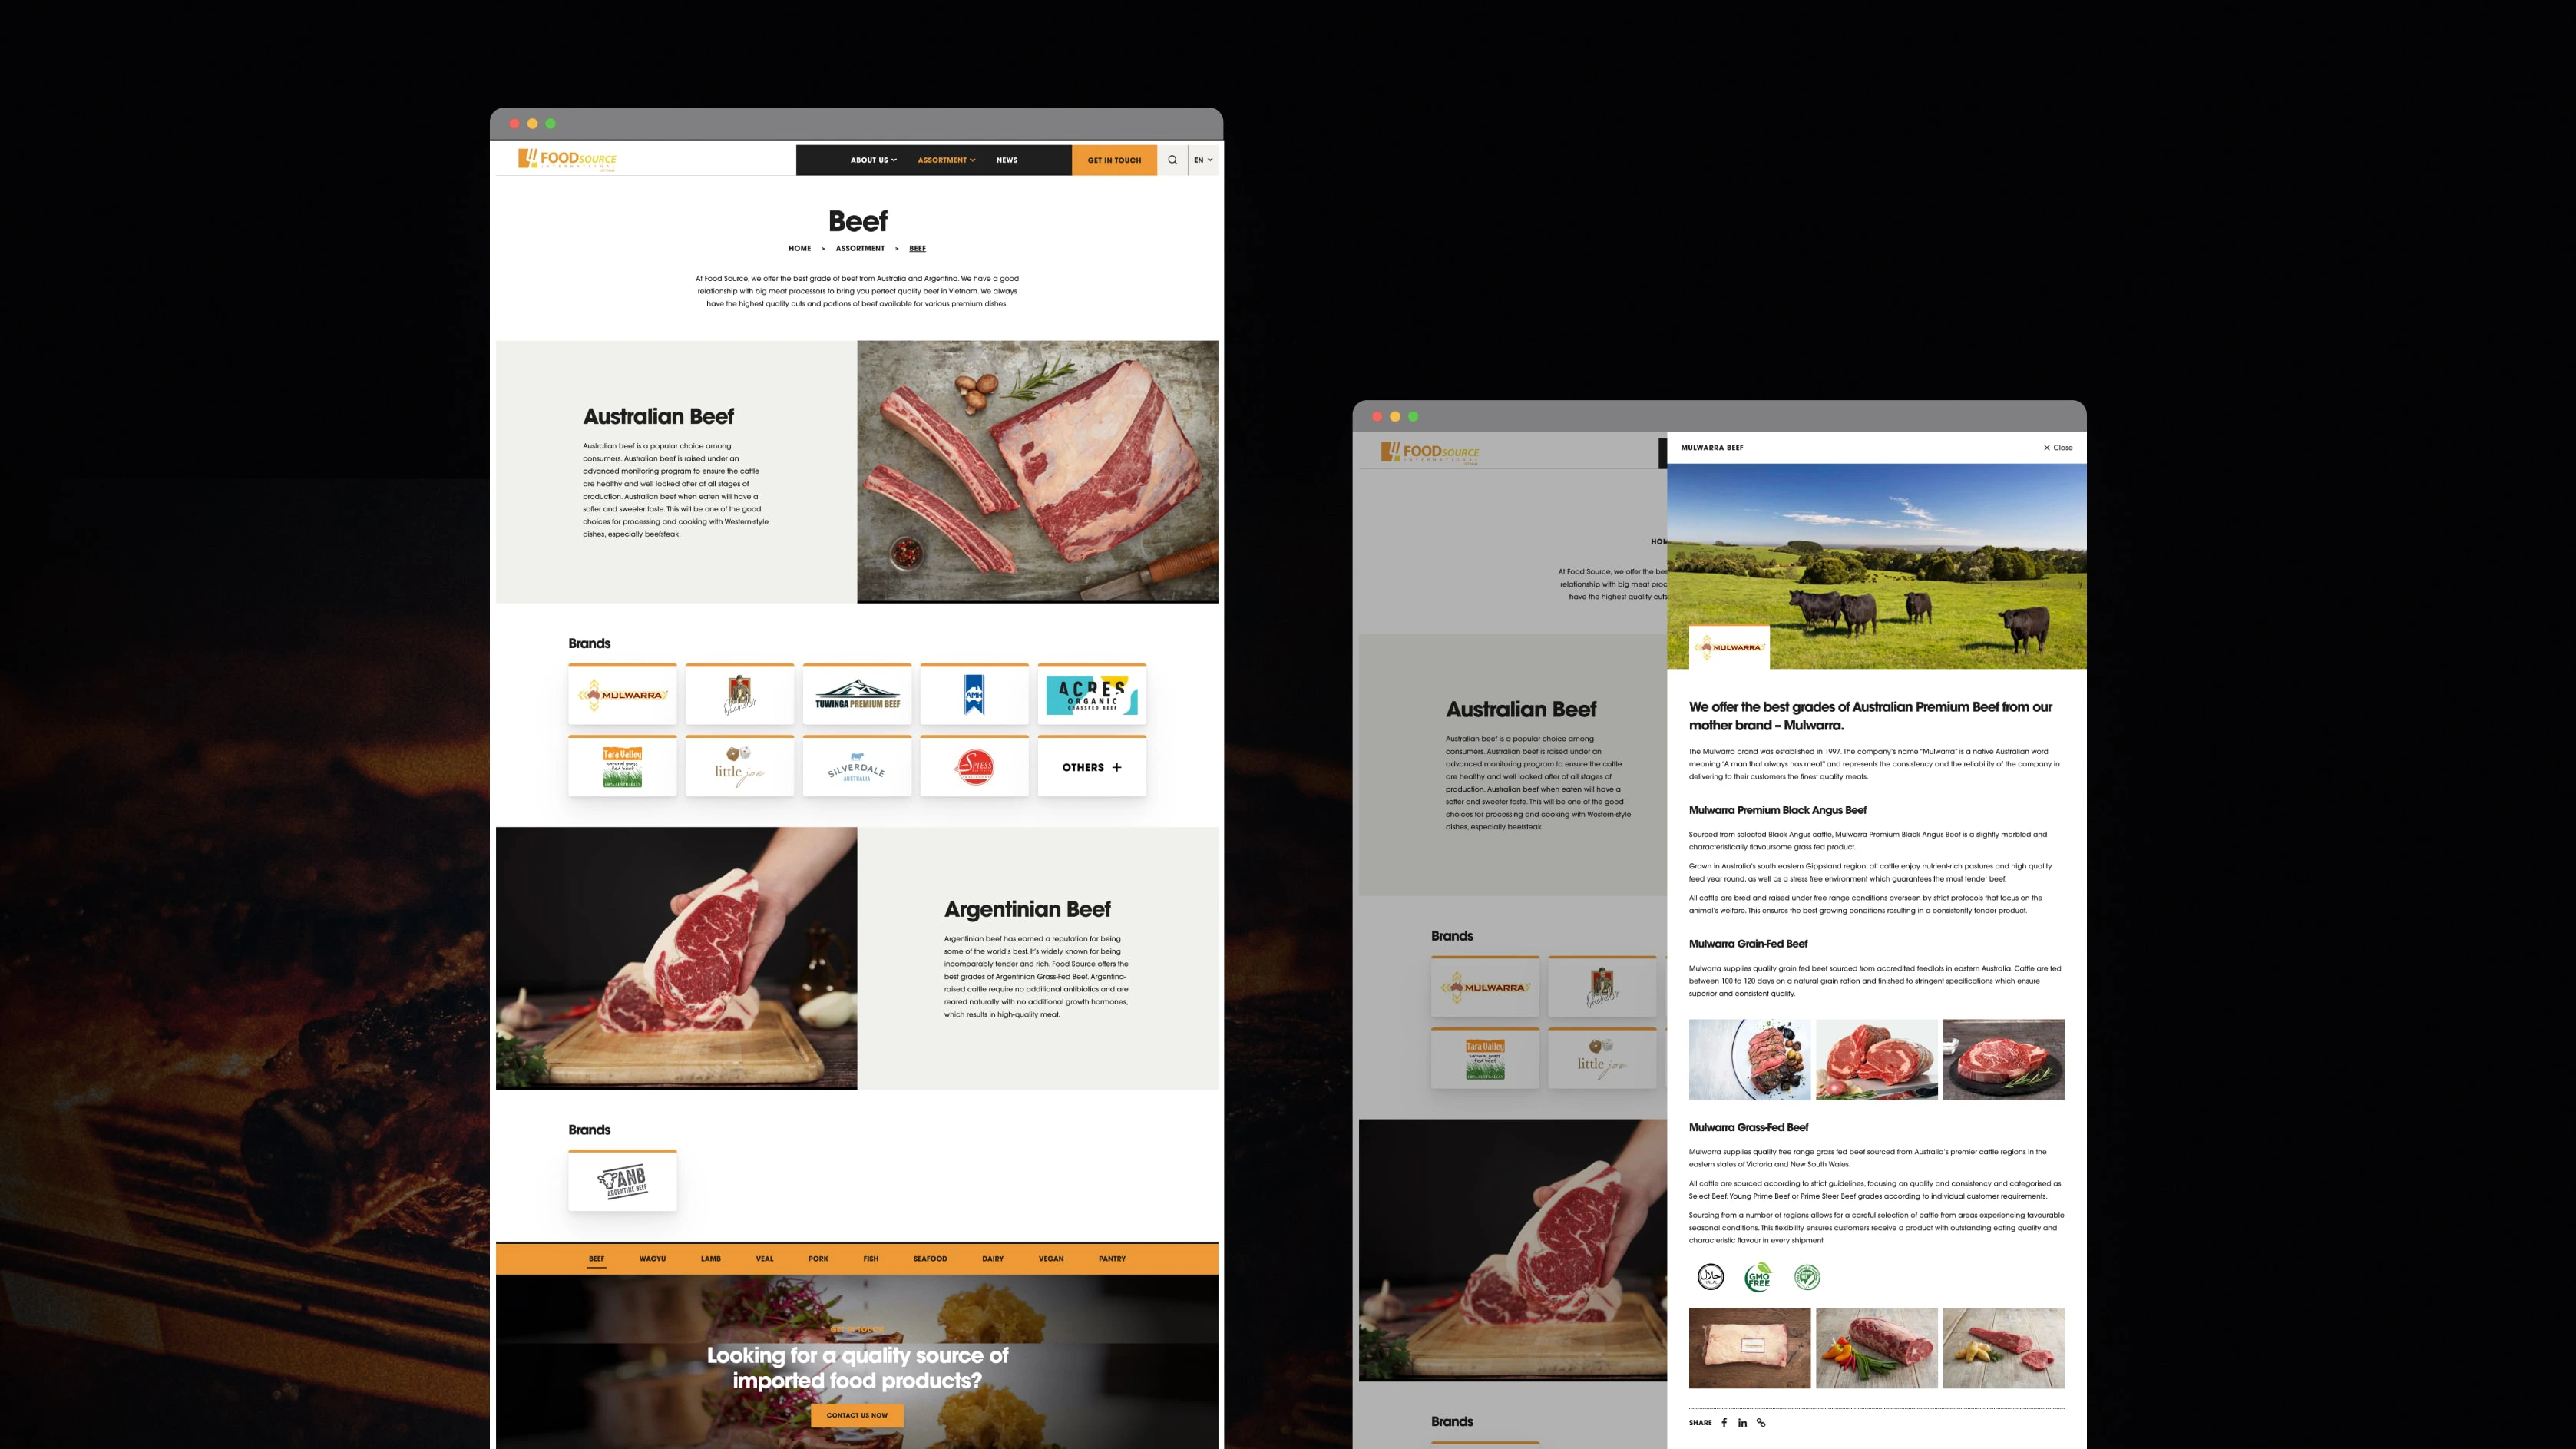 FOODSOURCE
INTERNATIONAL
ABOUT US
ASSORTMENT
NEWS
GET IN TOUCH
EN
Beef
HOME > ASSORTMENT > BEEF
At Food Source, we offer the best grade of beef from Australia and Argentina. We have a good
relationship with big meat processors to bring you perfect quality beef in Vietnam. We always
have the highest quality cuts and portions of beef available for various premium dishes.
Australian Beef
Australian beef is a popular choice among
consumers. Australian beef is raised under an
advanced monitoring program to ensure the cattle
are healthy and well looked after at all stages of
production. Australian beef when eaten will have a
softer and sweeter taste. This will be one of the good
choices for processing and cooking with Western-style
dishes, especially beefsteak.
Brands
MULWARRA
TUWINGA PREMIUM BEEF
AMH
ACRES
ORGANIC
GRASSFED BEEF
Tara Valley
natural grass
fed beef
little joe
SILVERDALE
AUSTRALIA
SPIESS
OTHERS +
Argentinian Beef
Argentinian beef has earned a reputation for being
some of the world's best. It's widely known for being
incomparably tender and rich. Food Source offers the
best grades of Argentinian Grass-Fed Beef. Argentina-
raised cattle require no additional antibiotics and are
reared naturally with no additional growth hormones,
which results in high-quality meat.
Brands
ANB
ARGENTINE BEEF
BEEF
WAGYU
LAMB
VEAL
PORK
FISH
SEAFOOD
DAIRY
VEGAN
PANTRY
GET IN TOUCH
Looking for a quality source of
imported food products?
CONTACT US NOW
FOODSOURCE
INTERNATIONAL
HOM
At Food Source, we offer the bes
relationship with big meat proc
have the highest quality cuts
Australian Beef
Australian beef is a popular choice among
consumers. Australian beef is raised under an
advanced monitoring program to ensure the cattle
are healthy and well looked after at all stages of
production. Australian beef when eaten will have a
softer and sweeter taste. This will be one of the good
choices for processing and cooking with Western-style
dishes, especially beefsteak.
Brands
MULWARRA
Tara Valley
natural grass
fed beef
little joe
Brands
MULWARRA BEEF
× Close
MULWARRA
We offer the best grades of Australian Premium Beef from our
mother brand – Mulwarra.
The Mulwarra brand was established in 1997. The company's name “Mulwarra” is a native Australian word
meaning “A man that always has meat” and represents the consistency and the reliability of the company in
delivering to their customers the finest quality meats.
Mulwarra Premium Black Angus Beef
Sourced from selected Black Angus cattle, Mulwarra Premium Black Angus Beef is a slightly marbled and
characteristically flavoursome grass fed product.
Grown in Australia's south eastern Gippsland region, all cattle enjoy nutrient-rich pastures and high quality
feed year round, as well as a stress free environment which guarantees the most tender beef.
All cattle are bred and raised under free range conditions overseen by strict protocols that focus on the
animal's welfare. This ensures the best growing conditions resulting in a consistently tender product.
Mulwarra Grain-Fed Beef
Mulwarra supplies quality grain fed beef sourced from accredited feedlots in eastern Australia. Cattle are fed
between 100 to 120 days on a natural grain ration and finished to stringent specifications which ensure
superior and consistent quality.
Mulwarra Grass-Fed Beef
Mulwarra supplies quality free range grass fed beef sourced from Australia's premier cattle regions in the
eastern states of Victoria and New South Wales.
All cattle are sourced according to strict guidelines, focusing on quality and consistency and categorised as
Select Beef, Young Prime Beef or Prime Steer Beef grades according to individual customer requirements.
Sourcing from a number of regions allows for a careful selection of cattle from areas experiencing favourable
seasonal conditions. This flexibility ensures customers receive a product with outstanding eating quality and
characteristic flavour in every shipment.
حلال
HALAL
GMO
FREE
SHARE